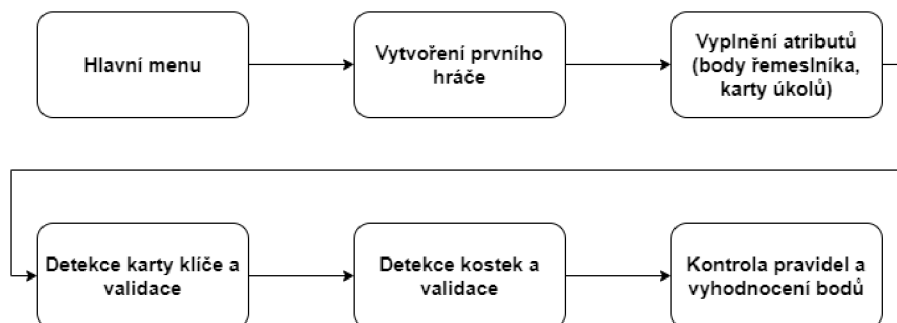 Hlavní menu
Vytvoření prvního
hráče
Vyplnění atributů
(body řemeslníka,
karty úkolů)
Detekce karty klíče a
validace
Detekce kostek a
validace
Kontrola pravidel a
vyhodnocení bodů